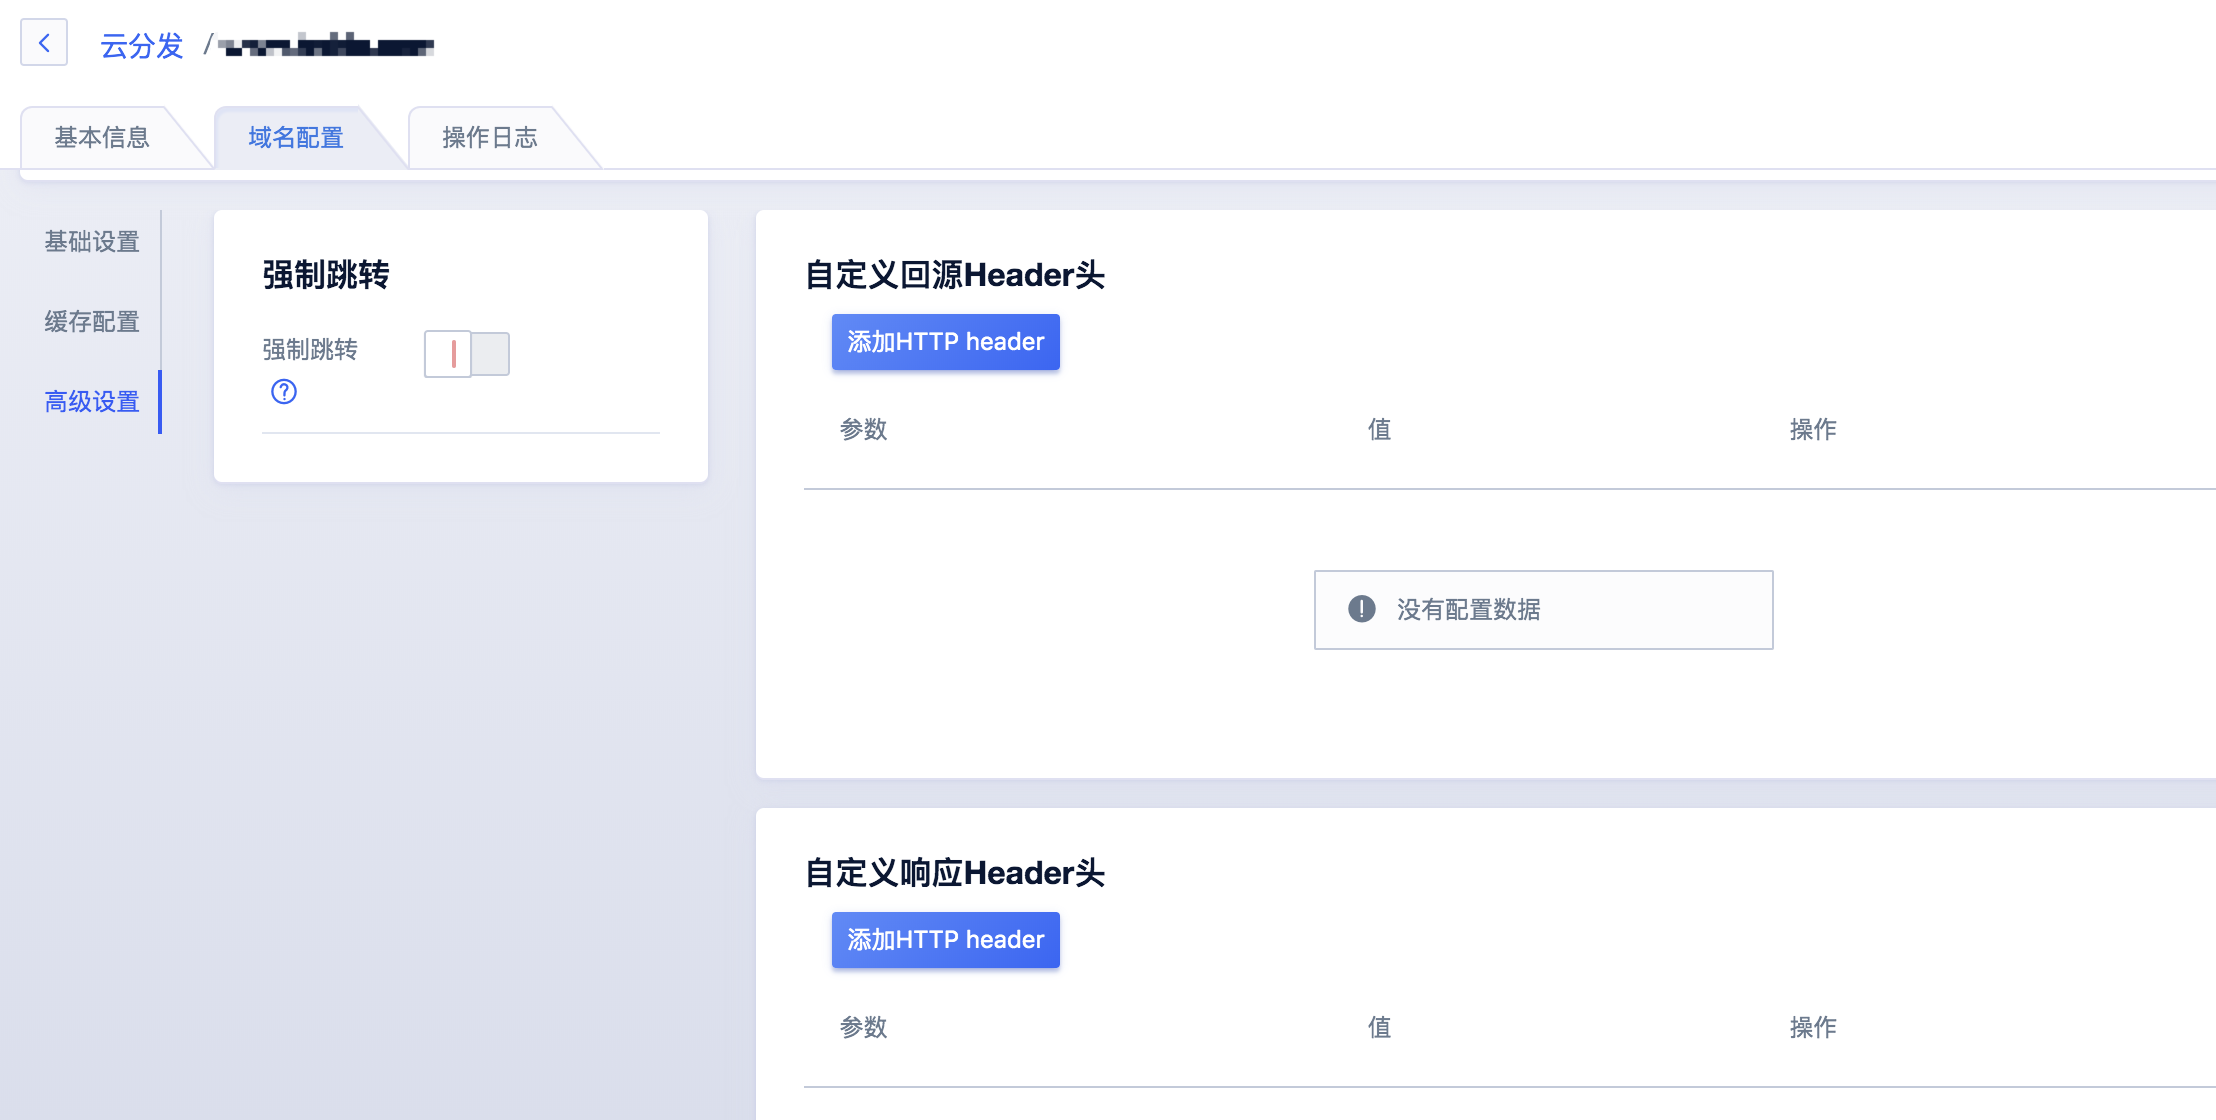 云分发 /
基本信息
域名配置
操作日志
基础设置
缓存配置
高级设置
强制跳转
强制跳转
自定义回源Header头
添加HTTP header
参数 值 操作
没有配置数据
自定义响应Header头
添加HTTP header
参数 值 操作